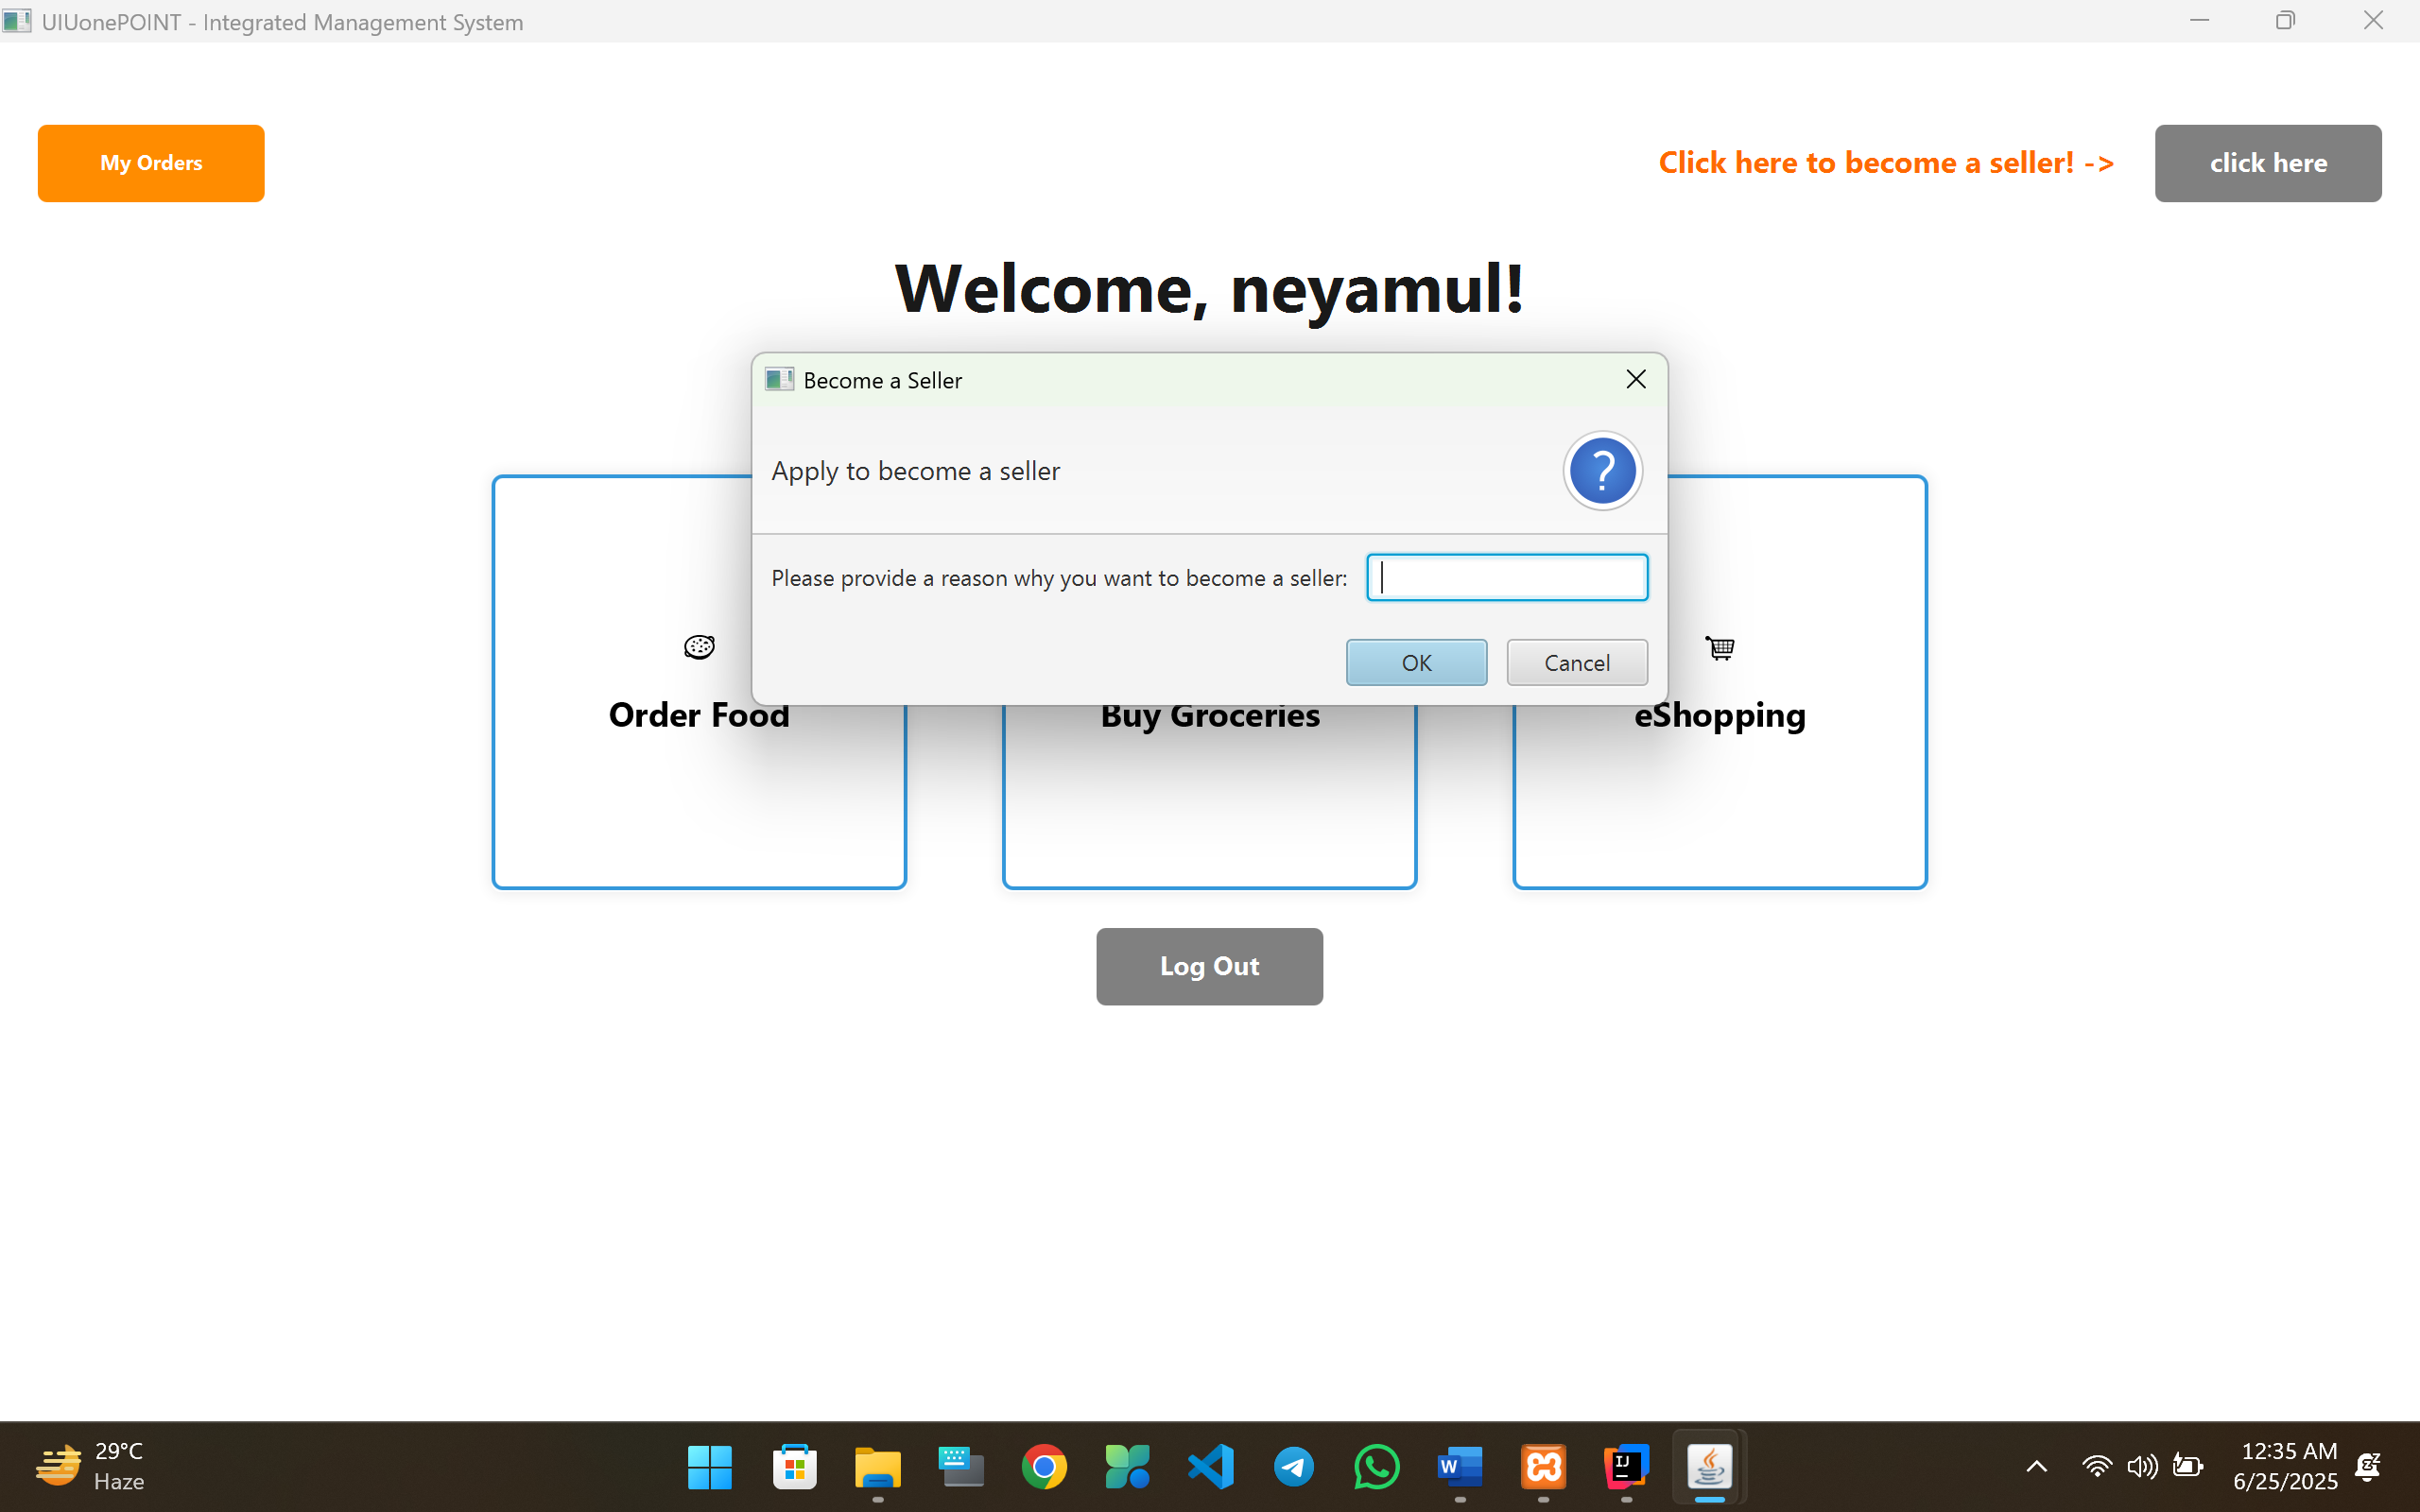 UIUonePOINT - Integrated Management System
My Orders
Click here to become a seller! ->
click here
Welcome, neyamul!
Become a Seller
Apply to become a seller
?
Please provide a reason why you want to become a seller:
OK
Cancel
Order Food
Buy Groceries
eShopping
Log Out
29°C
Haze
W
IJ
12:35 AM
6/25/2025